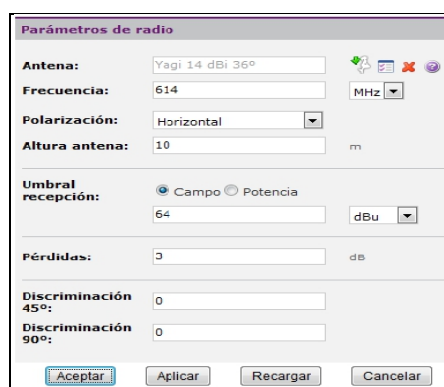 Parámetros de radio
Antena: Yagi 14 dBi 36º
Frecuencia: 614 MHz
Polarización: Horizontal
Altura antena: 10 m
Umbral recepción: Campo Potencia
64 dBu
Pérdidas: 3 dB
Discriminación 45º: 0
Discriminación 90º: 0
Aceptar Aplicar Recargar Cancelar